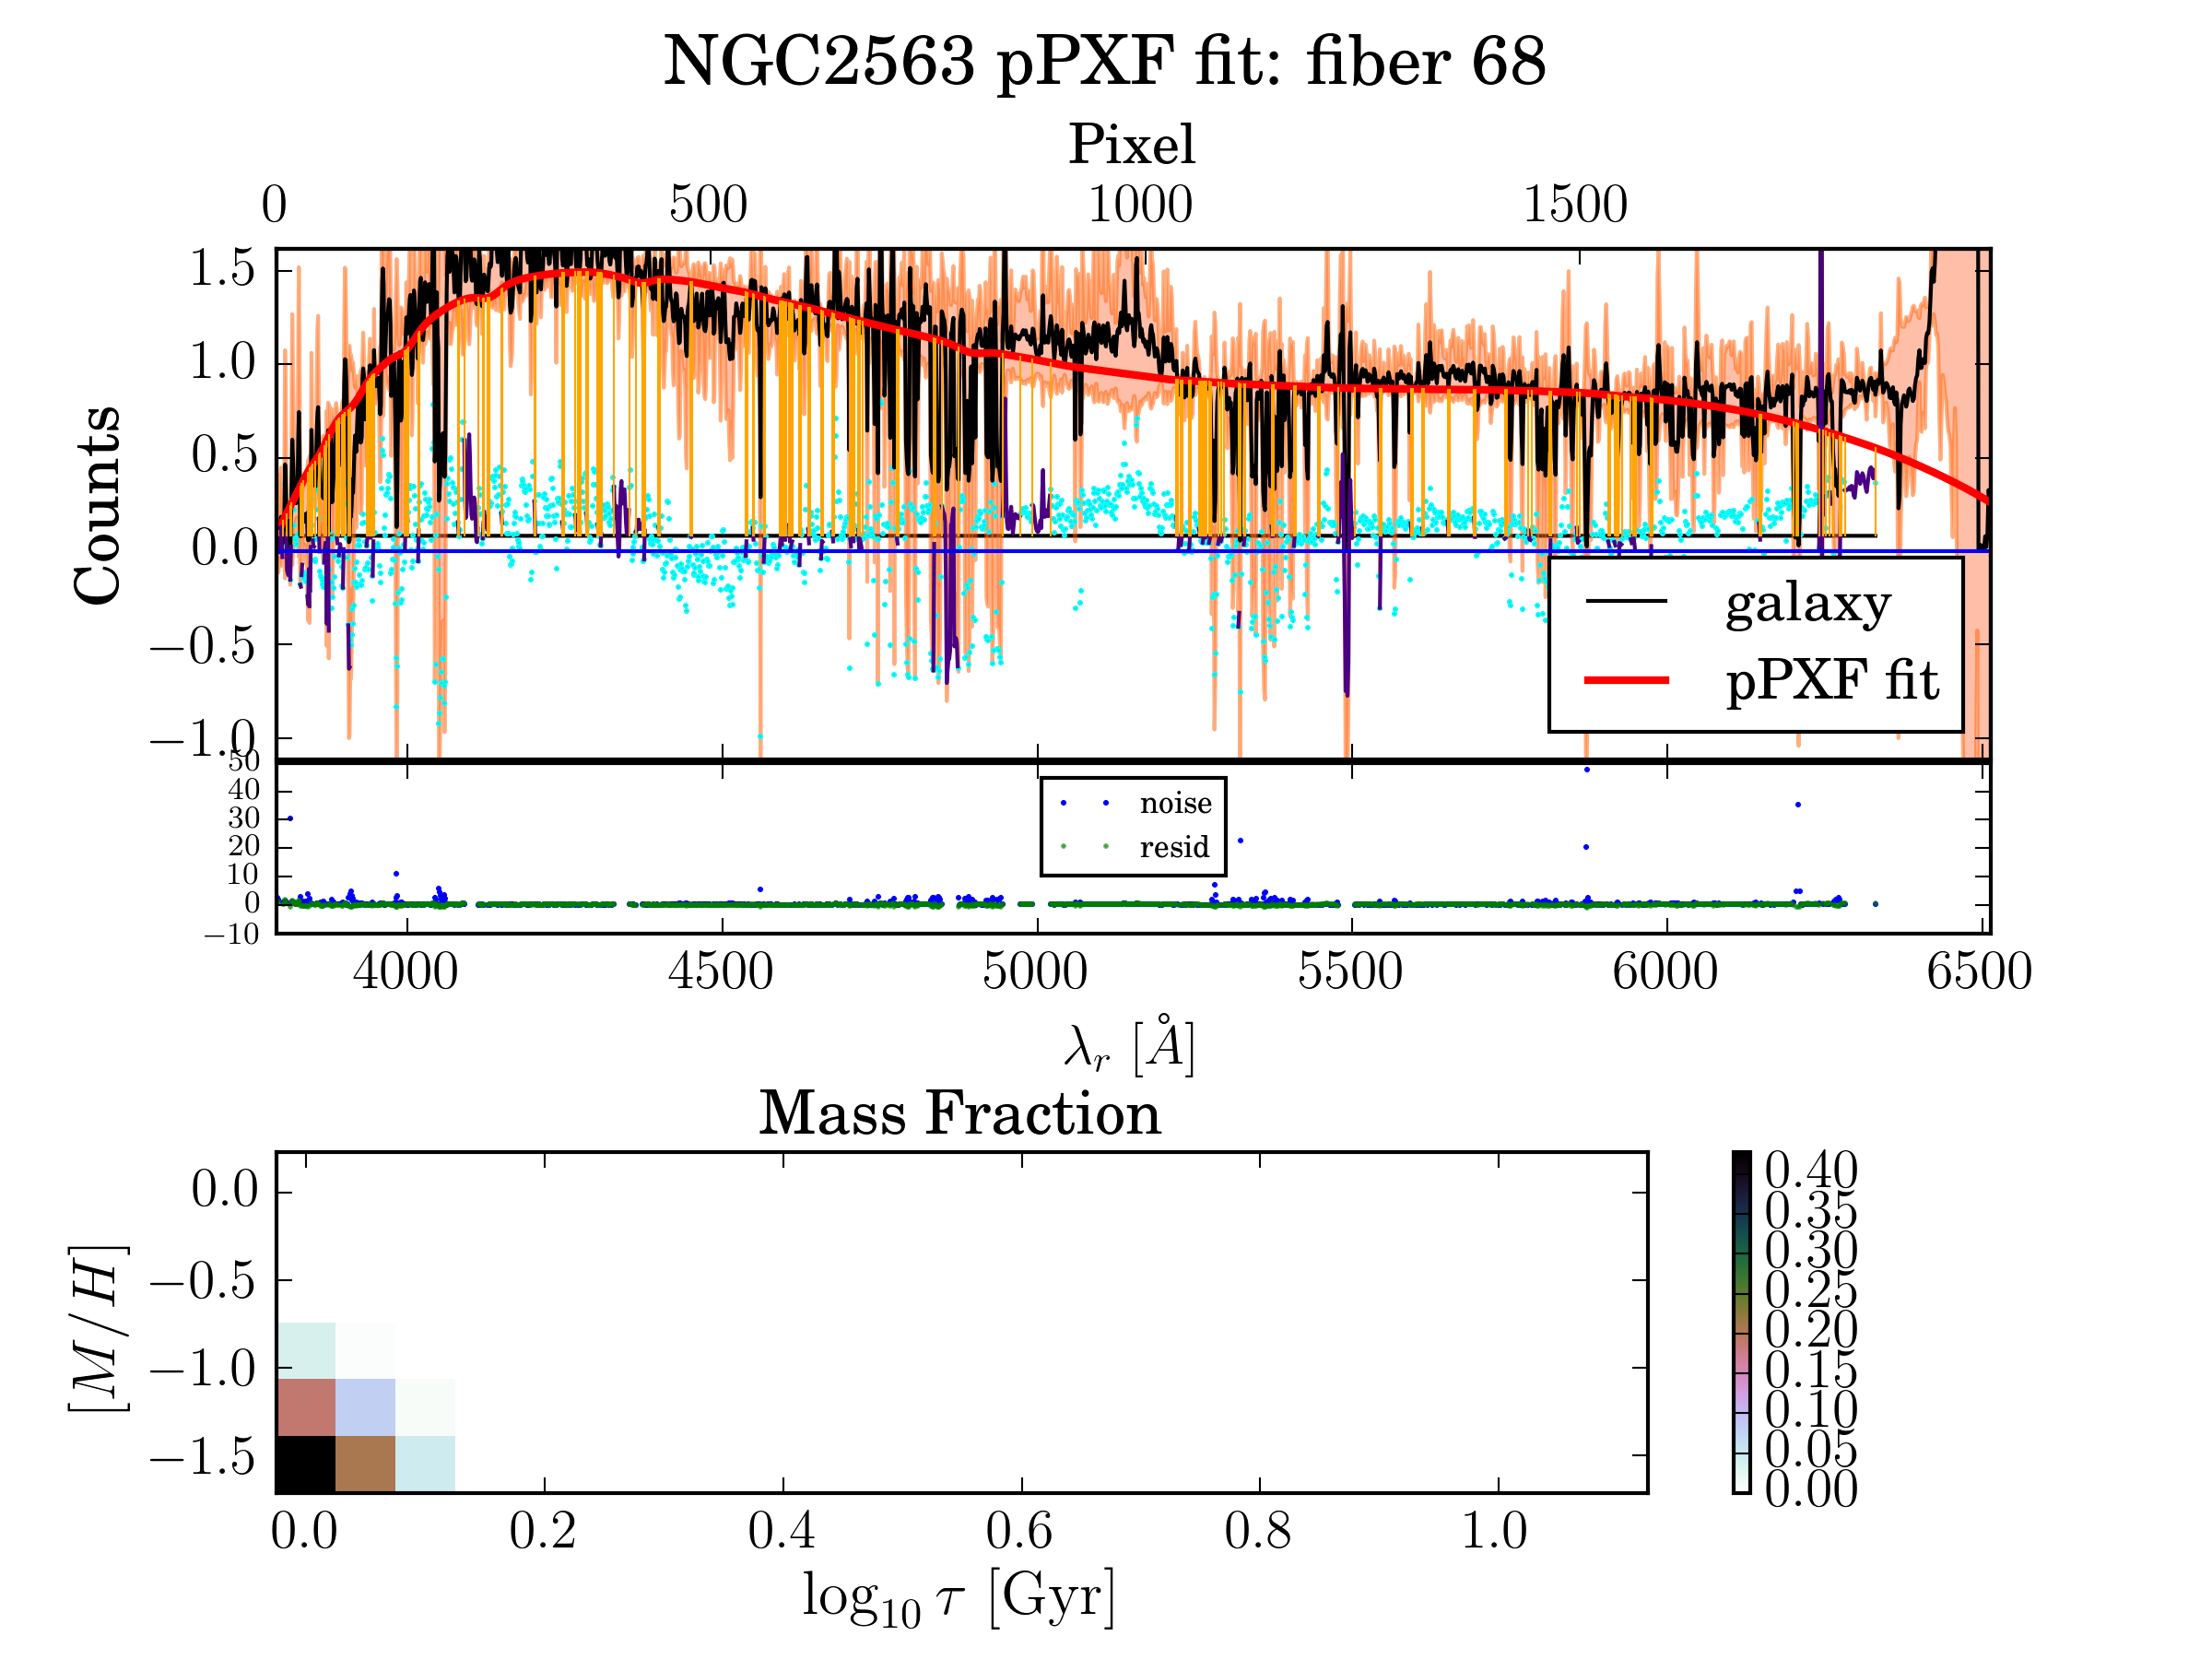 NGC2563 pPXF fit: fiber 68
Pixel
0 500 1000 1500
1.5
1.0
0.5
0.0
−0.5
−1.0
Counts
galaxy
pPXF fit
50
40
30
20
10
0
−10
noise
resid
4000 4500 5000 5500 6000 6500
λr [Å]
Mass Fraction
0.0
−0.5
−1.0
−1.5
[M/H]
0.0 0.2 0.4 0.6 0.8 1.0
log10 τ [Gyr]
0.40
0.35
0.30
0.25
0.20
0.15
0.10
0.05
0.00